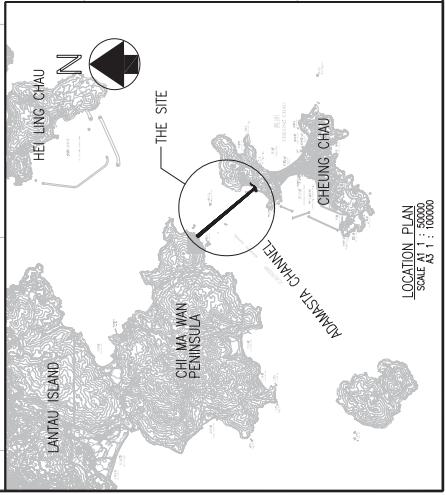 HEI LING CHAU
N
THE SITE
LANTAU ISLAND
CHI MA WAN
PENINSULA
CHEUNG CHAU
ADAMASTA CHANNEL
LOCATION PLAN
SCALE A1 1 : 50000
A3 1 : 100000